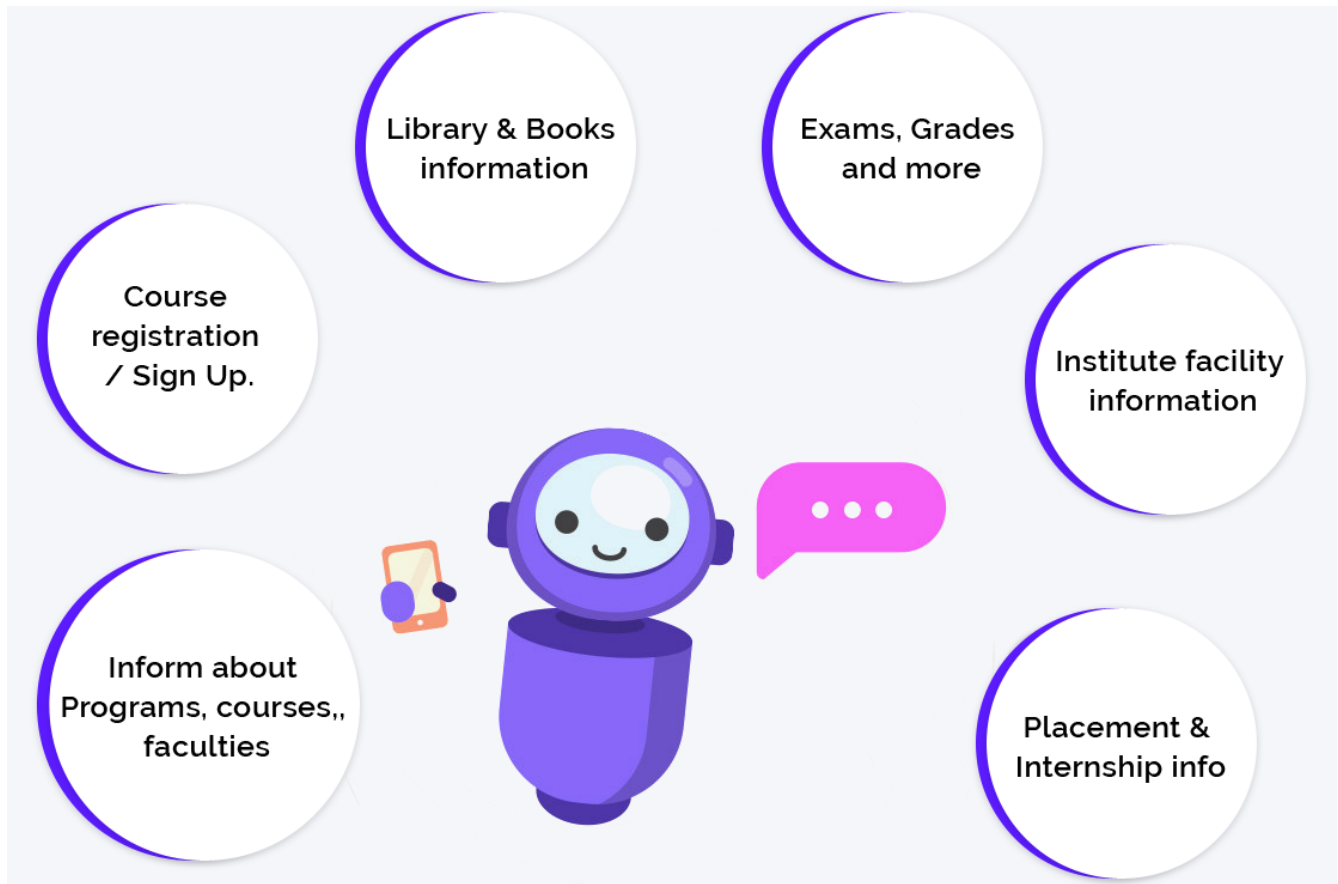 Library & Books
information
Exams, Grades
and more
Course
registration
/ Sign Up.
Institute facility
information
Inform about
Programs, courses,,
faculties
Placement &
Internship info